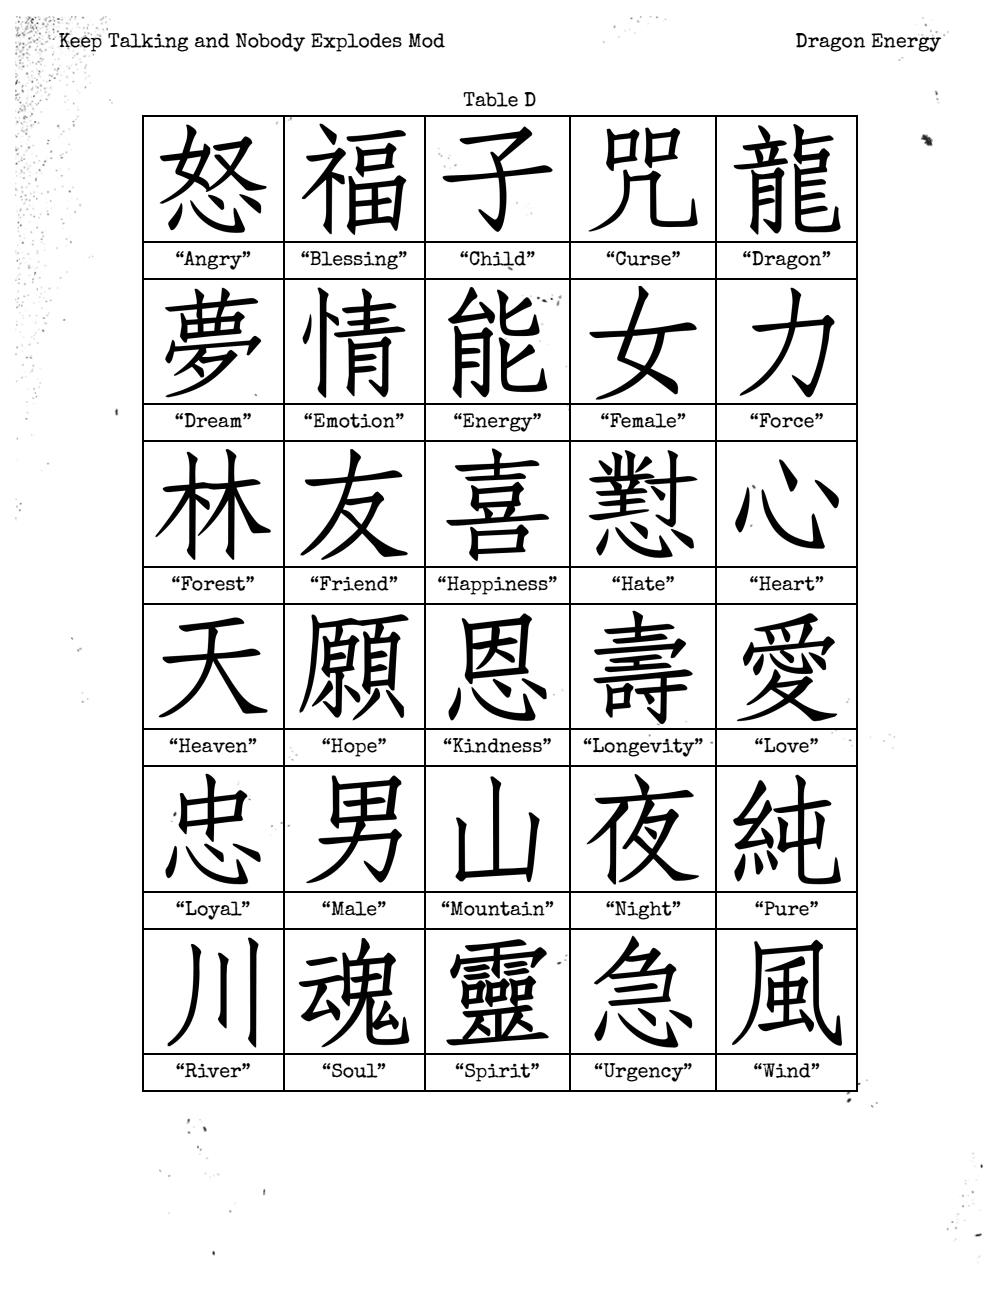 Keep Talking and Nobody Explodes Mod
Dragon Energy
Table D
怒 福 子 咒 龍
“Angry” “Blessing” “Child” “Curse” “Dragon”
夢 情 能 女 力
“Dream” “Emotion” “Energy” “Female” “Force”
林 友 喜 懟 心
“Forest” “Friend” “Happiness” “Hate” “Heart”
天 願 恩 壽 愛
“Heaven” “Hope” “Kindness” “Longevity” “Love”
忠 男 山 夜 純
“Loyal” “Male” “Mountain” “Night” “Pure”
川 魂 靈 急 風
“River” “Soul” “Spirit” “Urgency” “Wind”